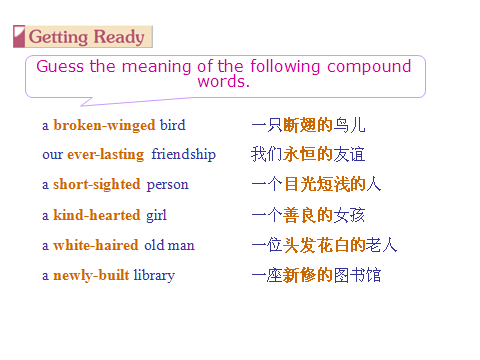 Getting Ready
Guess the meaning of the following compound
words.
a broken-winged bird 一只断翅的鸟儿
our ever-lasting friendship 我们永恒的友谊
a short-sighted person 一个目光短浅的人
a kind-hearted girl 一个善良的女孩
a white-haired old man 一位头发花白的老人
a newly-built library 一座新修的图书馆